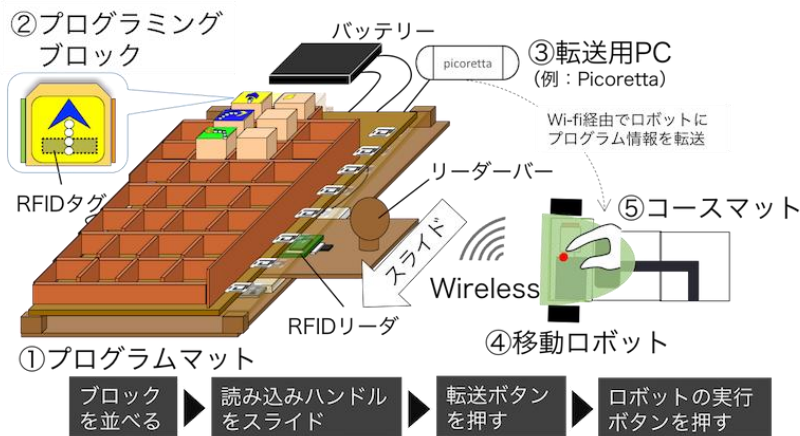 ②プログラミング
ブロック
バッテリー
picoretta
③転送用PC
（例：Picoretta）
Wi-fi経由でロボットに
プログラム情報を転送
RFIDタグ
リーダーバー
⑤コースマット
スライド
Wireless
RFIDリーダ
④移動ロボット
①プログラムマット
ブロック
を並べる
読み込みハンドル
をスライド
転送ボタン
を押す
ロボットの実行
ボタンを押す